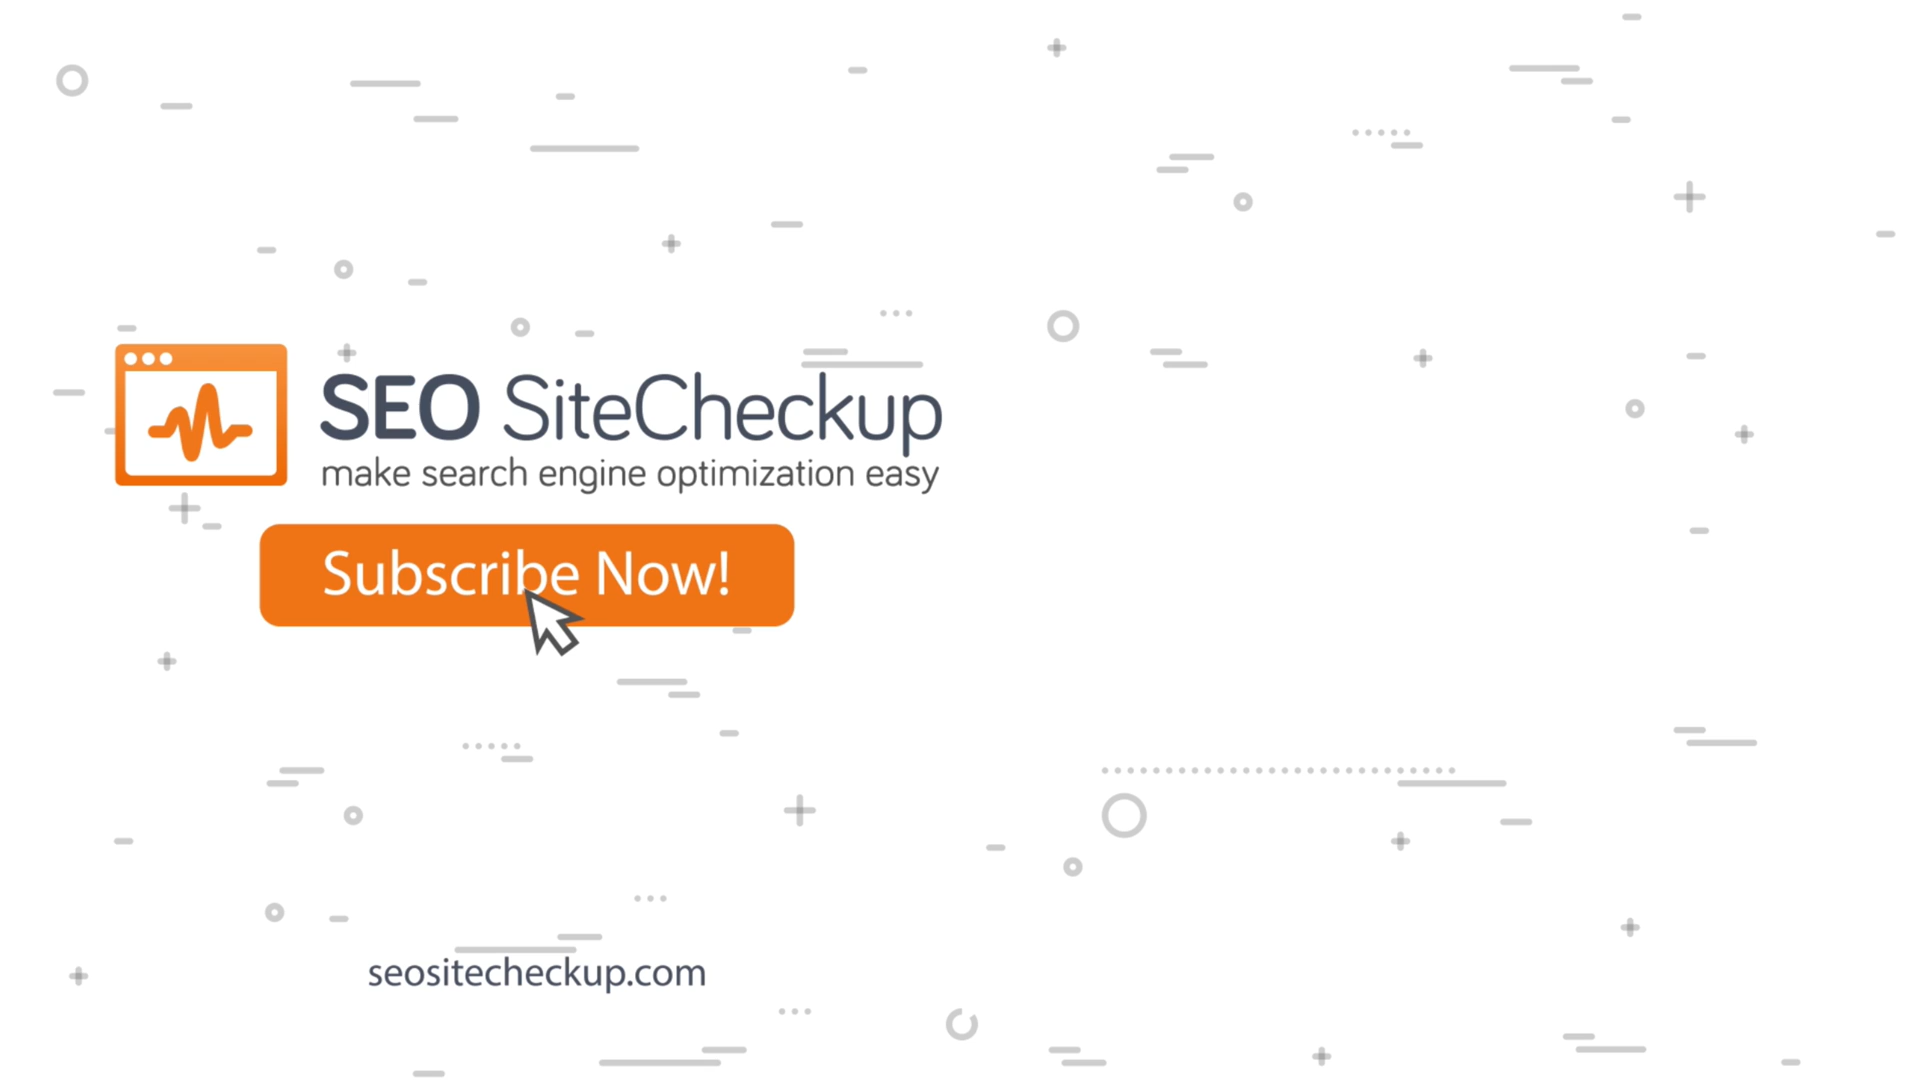 SEO SiteCheckup
make search engine optimization easy
Subscribe Now!
seositecheckup.com